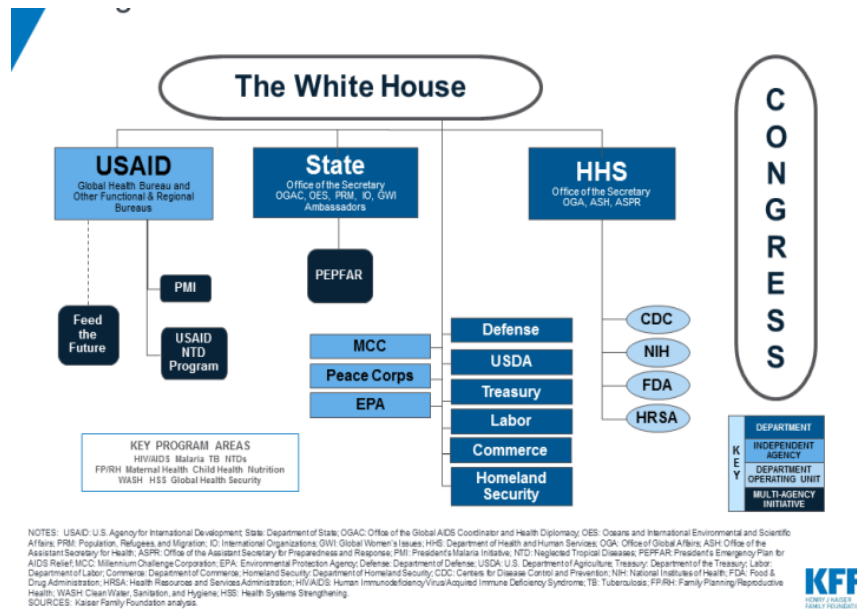 The White House
USAID
Global Health Bureau and
Other Functional & Regional
Bureaus
State
Office of the Secretary
OGAC, OES, PRM, IO, GWI
Ambassadors
HHS
Office of the Secretary
OGA, ASH, ASPR
CONGRESS
PEPFAR
PMI
Feed
the
Future
USAID
NTD
Program
MCC
Peace Corps
EPA
Defense
USDA
Treasury
Labor
Commerce
Homeland
Security
CDC
NIH
FDA
HRSA
KEY PROGRAM AREAS
HIV/AIDS Malaria TB NTDs
FP/RH Maternal Health Child Health Nutrition
WASH HSS Global Health Security
KEY
DEPARTMENT
INDEPENDENT
AGENCY
DEPARTMENT
OPERATING UNIT
MULTI-AGENCY
INITIATIVE
NOTES: USAID: U.S. Agency for International Development; State: Department of State; OGAC: Office of the Global AIDS Coordinator and Health Diplomacy; OES: Oceans and International Environmental and Scientific
Affairs; PRM: Population, Refugees, and Migration; IO: International Organizations; GWI: Global Women's Issues; HHS: Department of Health and Human Services; OGA: Office of Global Affairs; ASH: Office of the
Assistant Secretary for Health; ASPR: Office of the Assistant Secretary for Preparedness and Response; PMI: President's Malaria Initiative; NTD: Neglected Tropical Diseases; PEPFAR: President's Emergency Plan for
AIDS Relief; MCC: Millennium Challenge Corporation; EPA: Environmental Protection Agency; Defense: Department of Defense; USDA: U.S. Department of Agriculture; Treasury: Department of the Treasury; Labor:
Department of Labor; Commerce: Department of Commerce; Homeland Security: Department of Homeland Security; CDC: Centers for Disease Control and Prevention; NIH: National Institutes of Health; FDA: Food &
Drug Administration; HRSA: Health Resources and Services Administration; HIV/AIDS: Human Immunodeficiency Virus/Acquired Immune Deficiency Syndrome; TB: Tuberculosis; FP/RH: Family Planning/Reproductive
Health; WASH: Clean Water, Sanitation, and Hygiene; HSS: Health Systems Strengthening.
SOURCES: Kaiser Family Foundation analysis.
KFF
HENRY J KAISER
FAMILY FOUNDATION